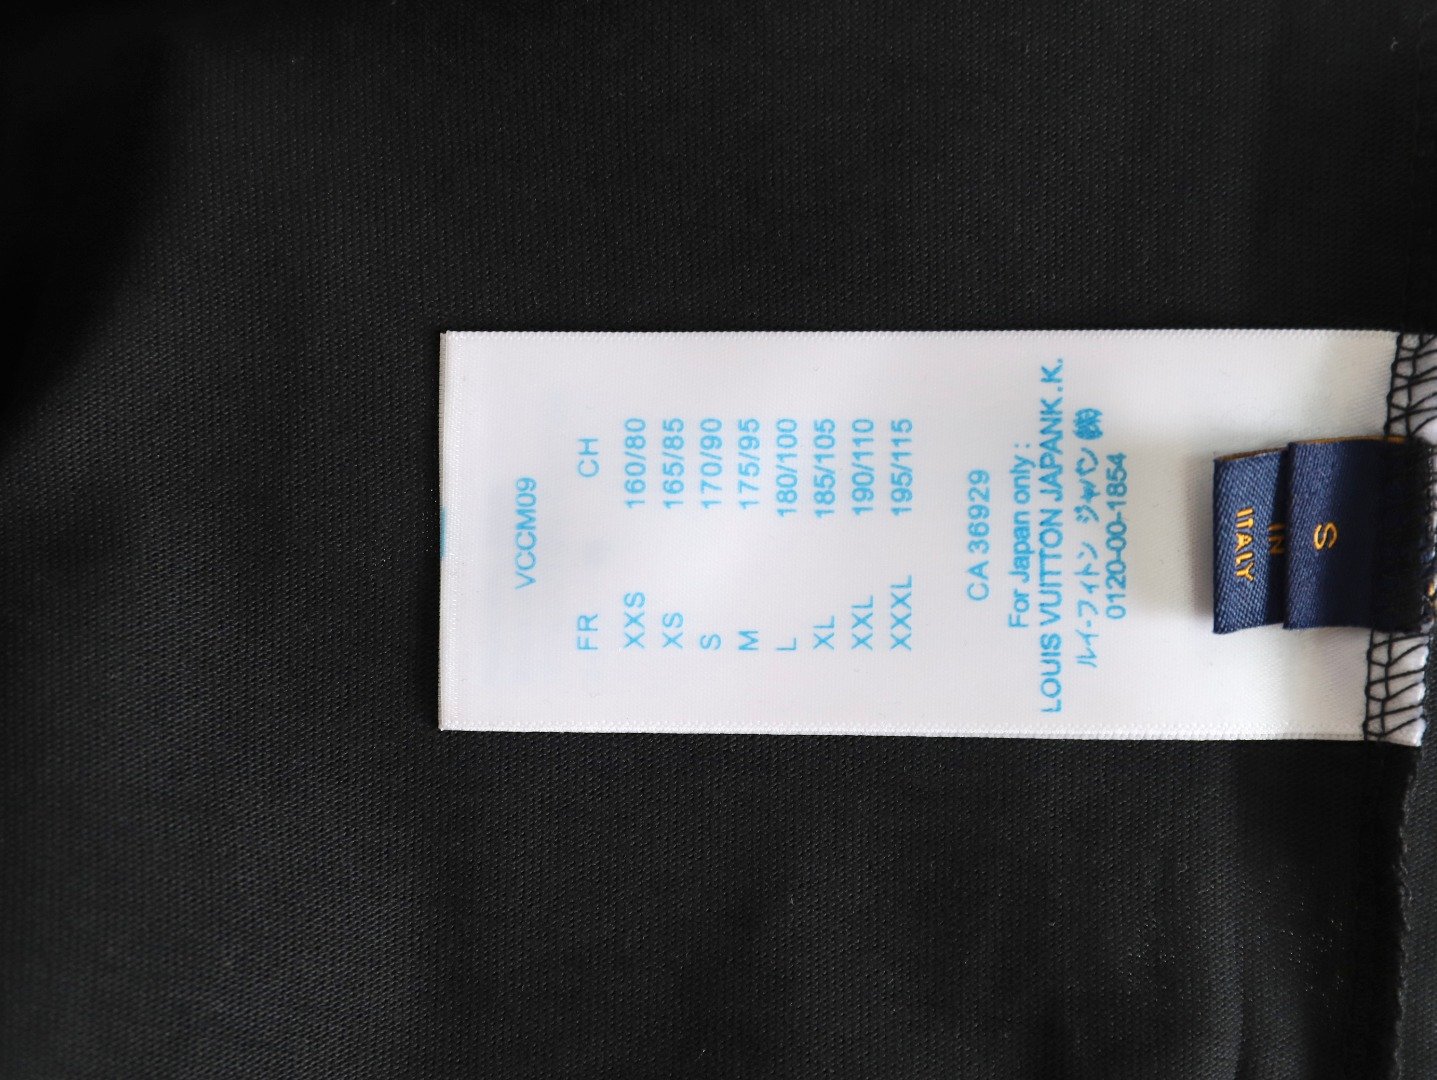 VCCM09
FR CH
XXS 160/80
XS 165/85
S 170/90
M 175/95
L 180/100
XL 185/105
XXL 190/110
XXXL 195/115
CA 36929
For Japan only :
LOUIS VUITTON JAPANK.K.
ルイ-フィトン ジャパン ㈱
0120-00-1854
IN
ITALY
S